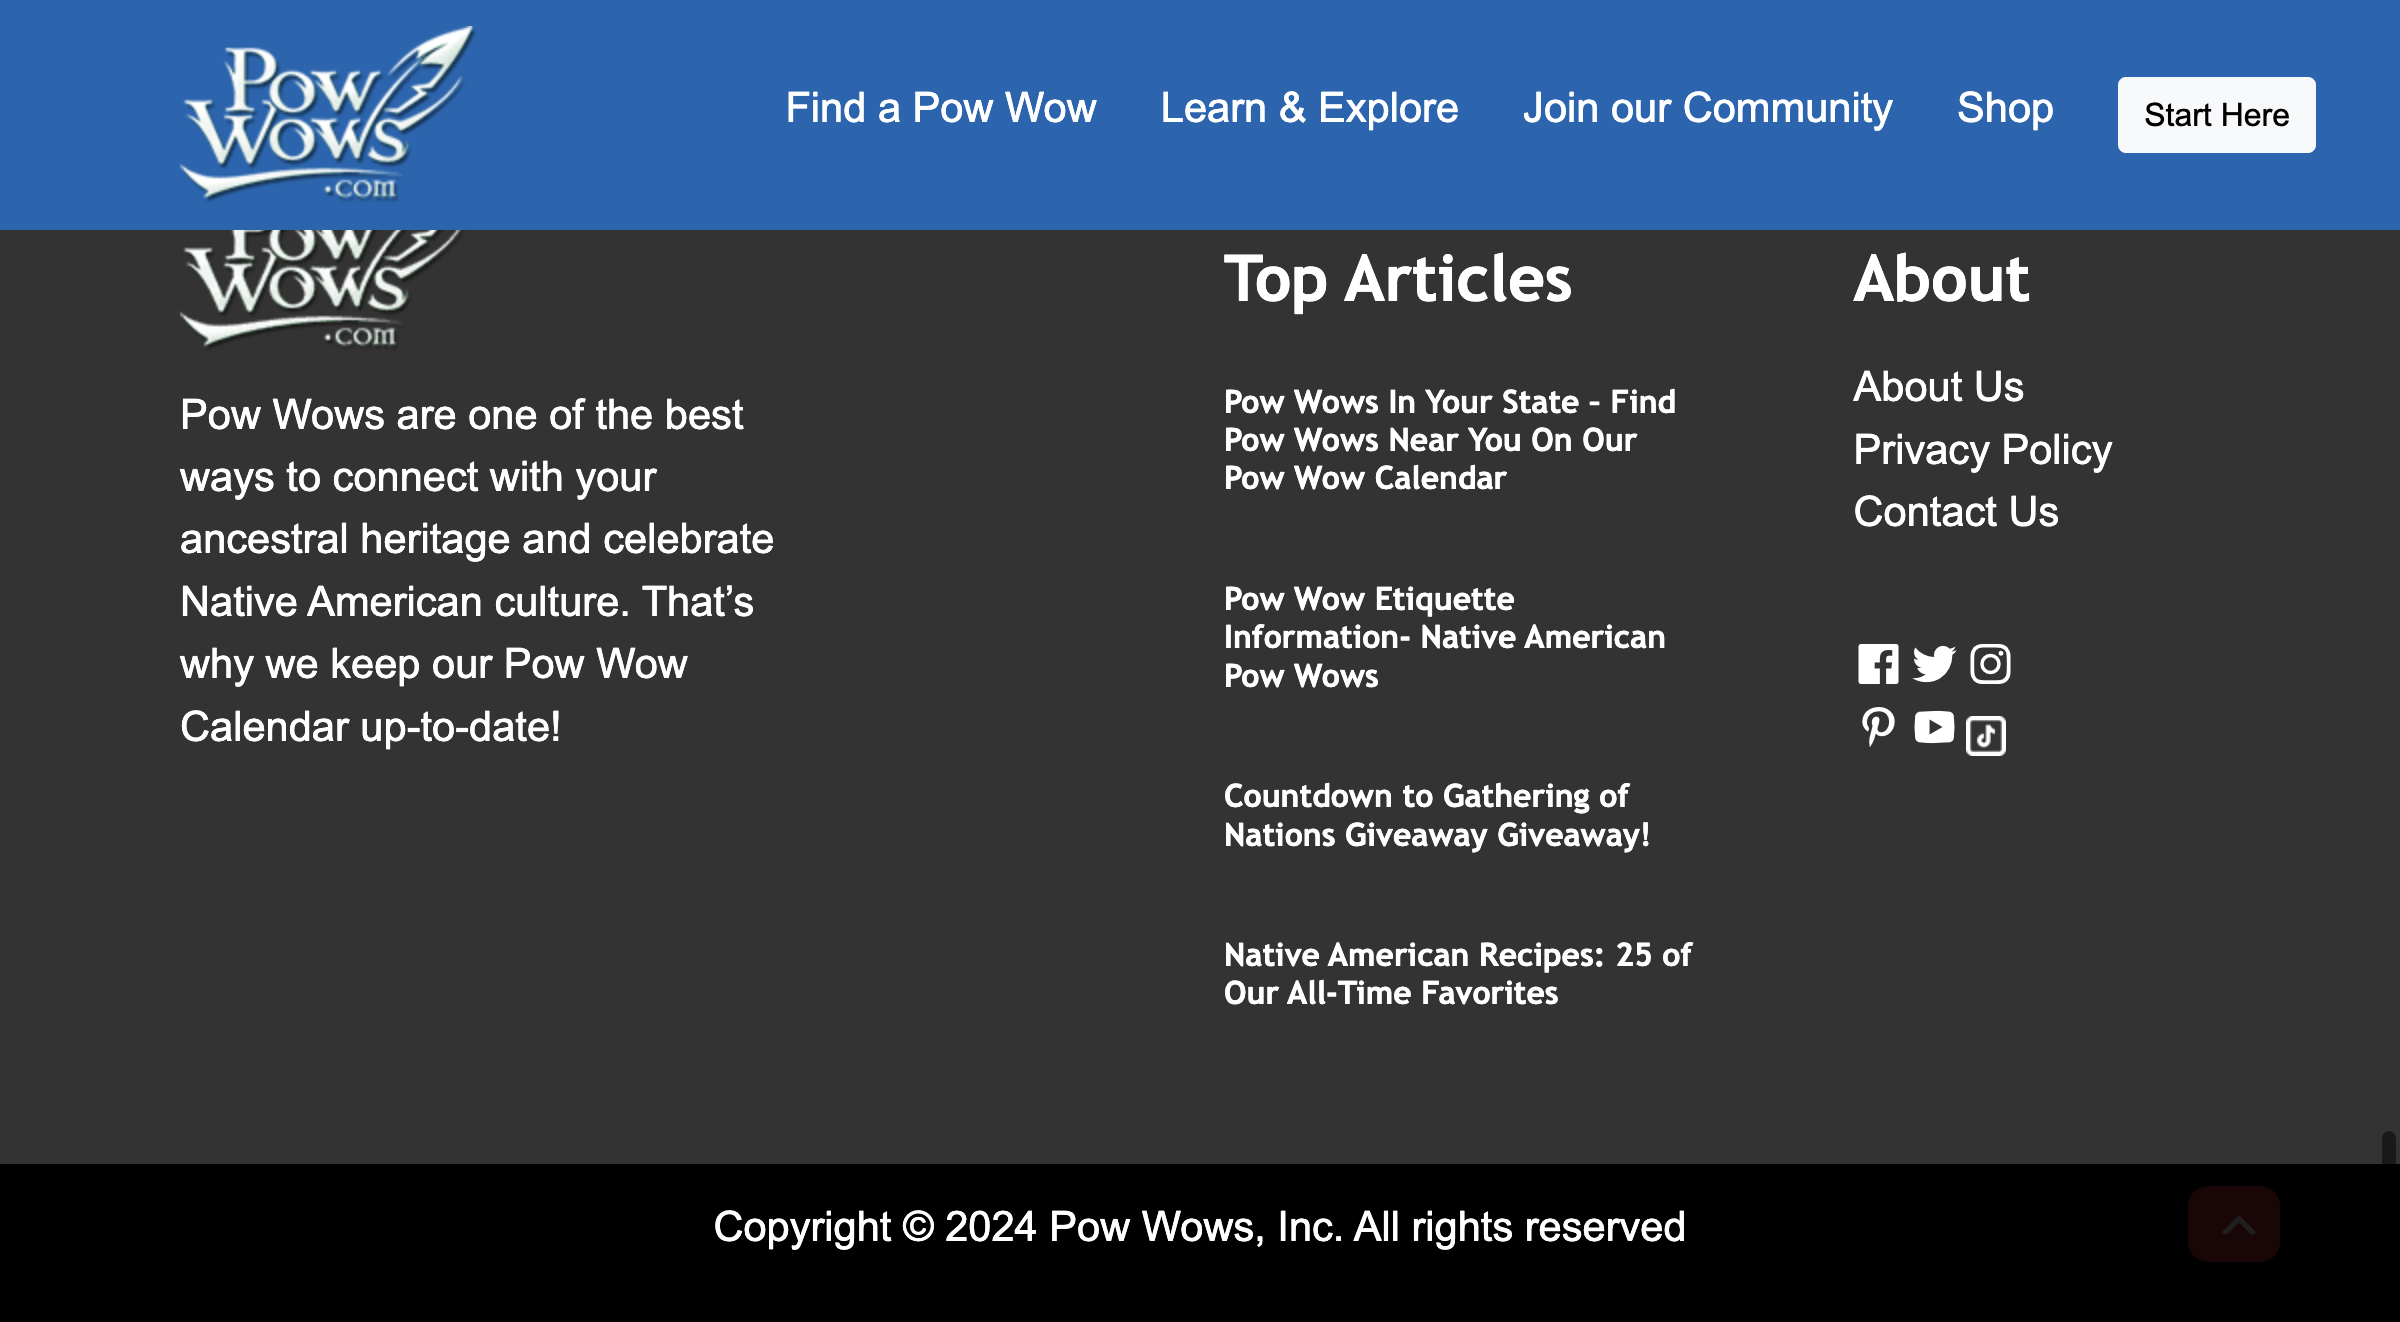 Pow
Wows
.com
Find a Pow Wow
Learn & Explore
Join our Community
Shop
Start Here
Pow
Wows
.com
Pow Wows are one of the best
ways to connect with your
ancestral heritage and celebrate
Native American culture. That’s
why we keep our Pow Wow
Calendar up-to-date!
Top Articles
Pow Wows In Your State – Find
Pow Wows Near You On Our
Pow Wow Calendar
Pow Wow Etiquette
Information- Native American
Pow Wows
Countdown to Gathering of
Nations Giveaway Giveaway!
Native American Recipes: 25 of
Our All-Time Favorites
About
About Us
Privacy Policy
Contact Us
Copyright © 2024 Pow Wows, Inc. All rights reserved